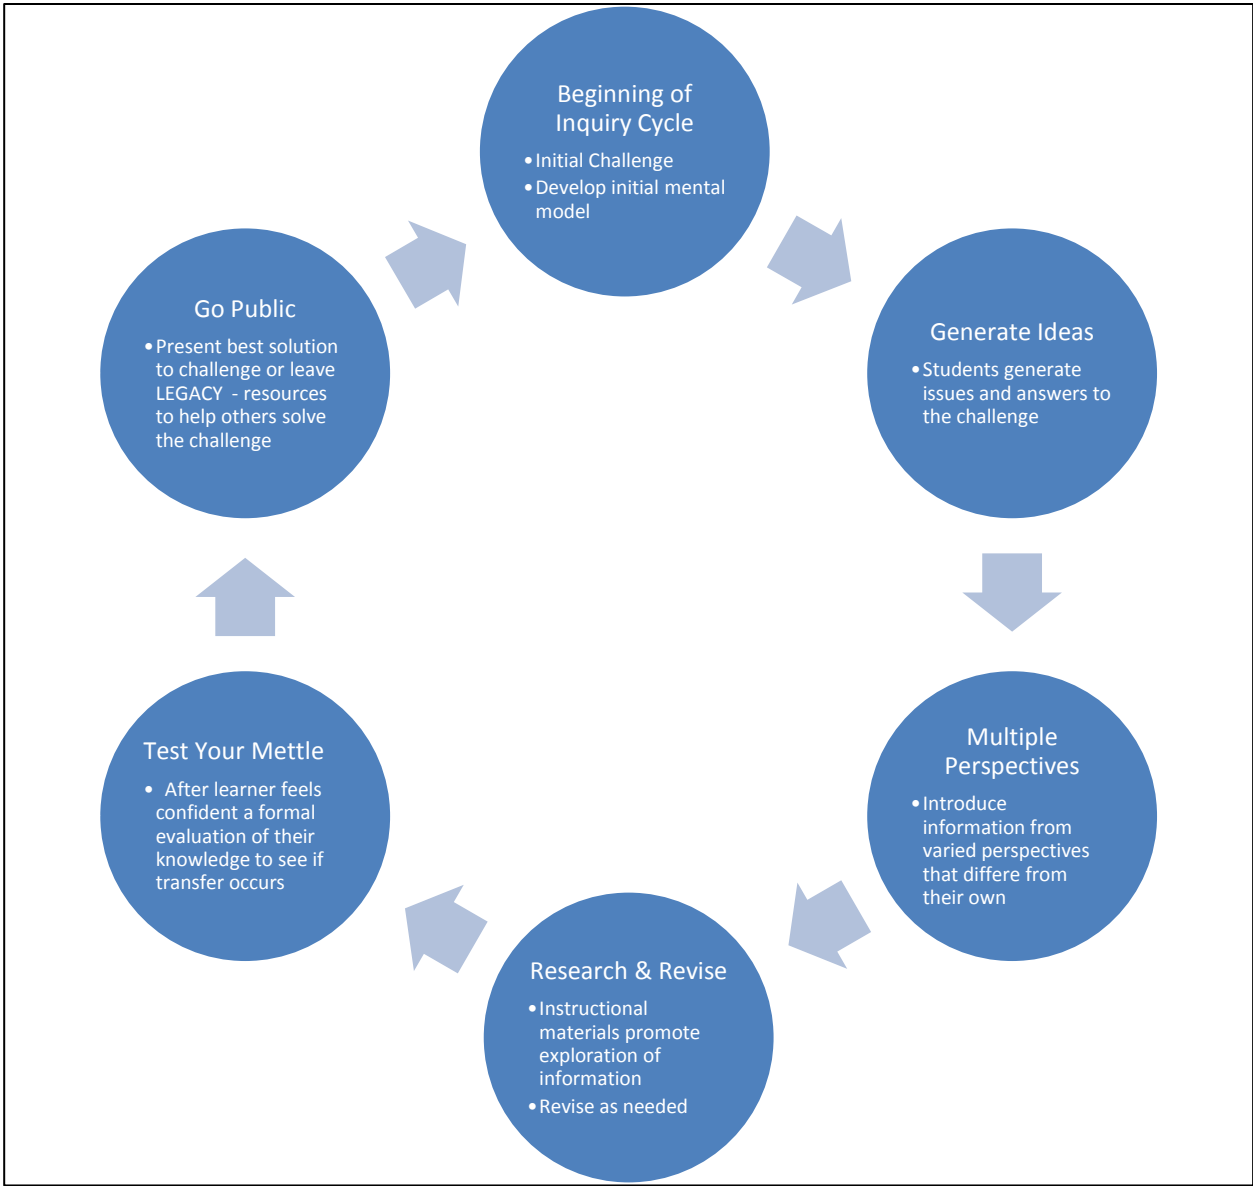 Beginning of
Inquiry Cycle
•Initial Challenge
•Develop initial mental
model
Generate Ideas
•Students generate
issues and answers to
the challenge
Multiple
Perspectives
•Introduce
information from
varied perspectives
that differe from
their own
Research & Revise
•Instructional
materials promote
exploration of
information
•Revise as needed
Test Your Mettle
• After learner feels
confident a formal
evaluation of their
knowledge to see if
transfer occurs
Go Public
•Present best solution
to challenge or leave
LEGACY - resources
to help others solve
the challenge